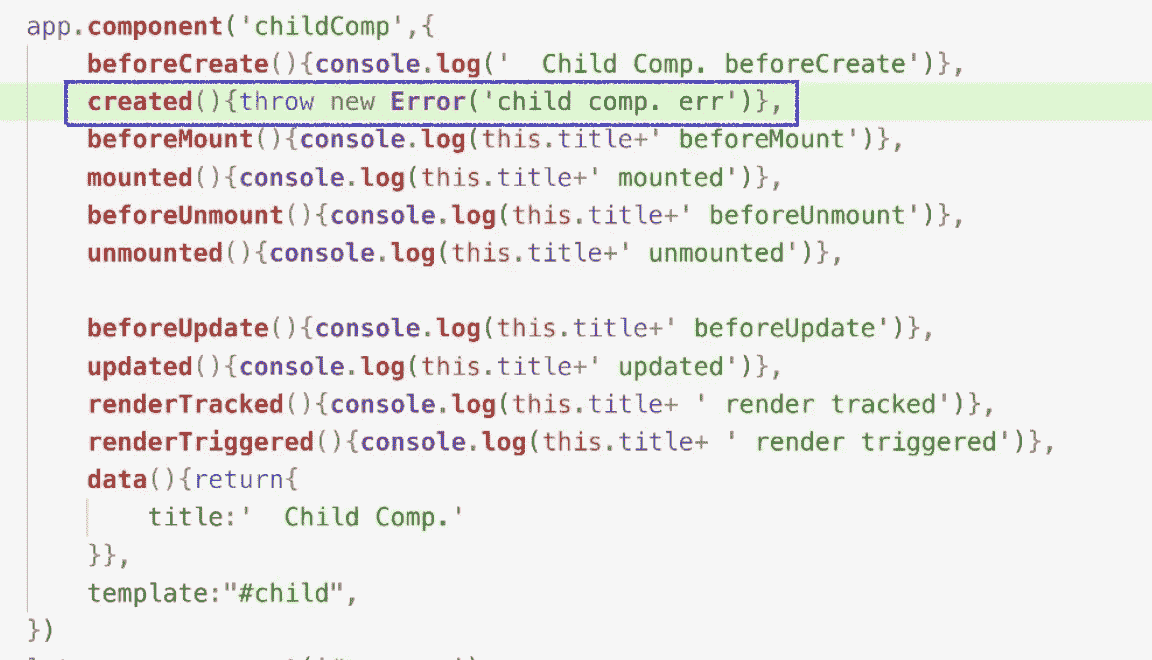 app.component('childComp',{
    beforeCreate(){console.log('  Child Comp. beforeCreate')},
    created(){throw new Error('child comp. err')},
    beforeMount(){console.log(this.title+' beforeMount')},
    mounted(){console.log(this.title+' mounted')},
    beforeUnmount(){console.log(this.title+' beforeUnmount')},
    unmounted(){console.log(this.title+' unmounted')},

    beforeUpdate(){console.log(this.title+' beforeUpdate')},
    updated(){console.log(this.title+' updated')},
    renderTracked(){console.log(this.title+ ' render tracked')},
    renderTriggered(){console.log(this.title+ ' render triggered')},
    data(){return{
        title:'  Child Comp.'
    }},
    template:"#child",
})